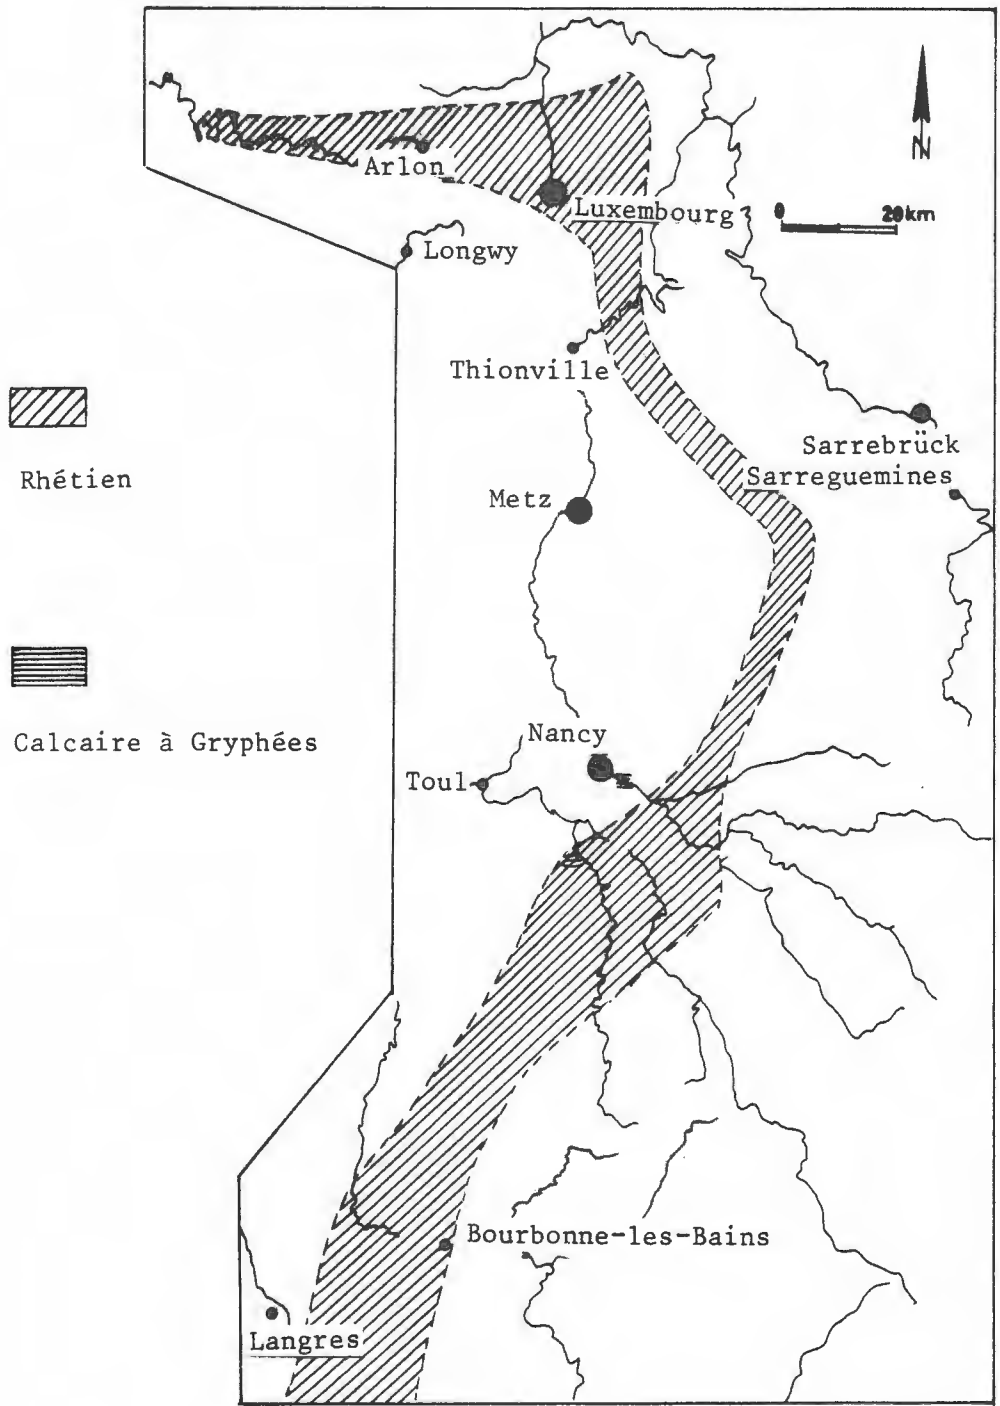 N
0 20km
Arlon
Luxembourg
Longwy
Thionville
Rhétien
Sarrebrück
Sarreguemines
Metz
Calcaire à Gryphées
Nancy
Toul
Bourbonne-les-Bains
Langres